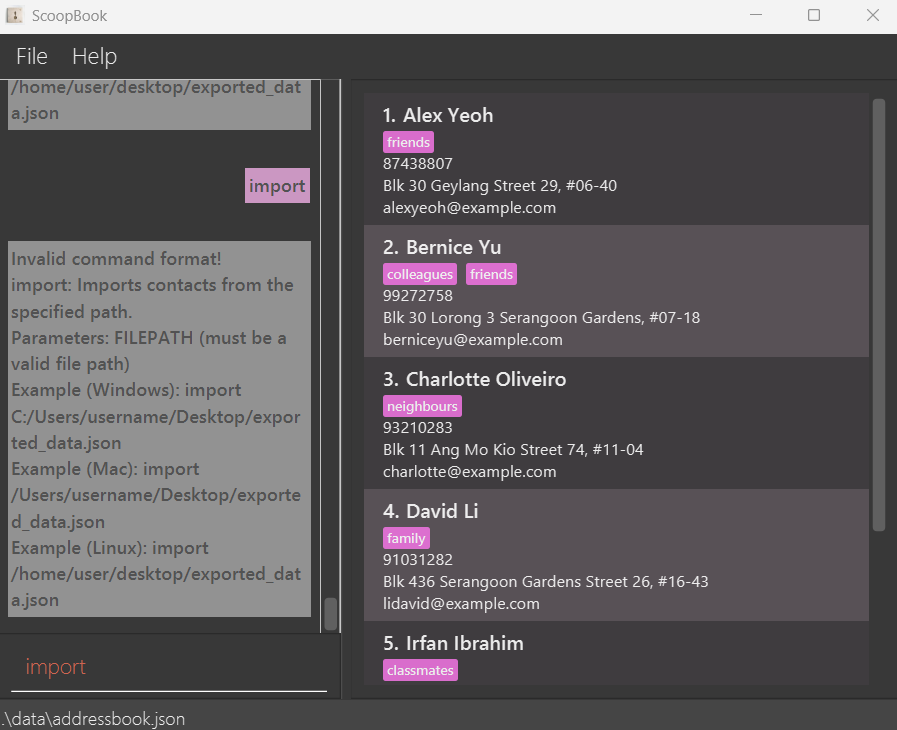 ScoopBook
File Help
/home/user/desktop/exported_dat
a.json
import
Invalid command format!
import: Imports contacts from the
specified path.
Parameters: FILEPATH (must be a
valid file path)
Example (Windows): import
C:/Users/username/Desktop/expor
ted_data.json
Example (Mac): import
/Users/username/Desktop/exporte
d_data.json
Example (Linux): import
/home/user/desktop/exported_dat
a.json
import
1. Alex Yeoh
friends
87438807
Blk 30 Geylang Street 29, #06-40
alexyeoh@example.com
2. Bernice Yu
colleagues friends
99272758
Blk 30 Lorong 3 Serangoon Gardens, #07-18
berniceyu@example.com
3. Charlotte Oliveiro
neighbours
93210283
Blk 11 Ang Mo Kio Street 74, #11-04
charlotte@example.com
4. David Li
family
91031282
Blk 436 Serangoon Gardens Street 26, #16-43
lidavid@example.com
5. Irfan Ibrahim
classmates
.\data\addressbook.json